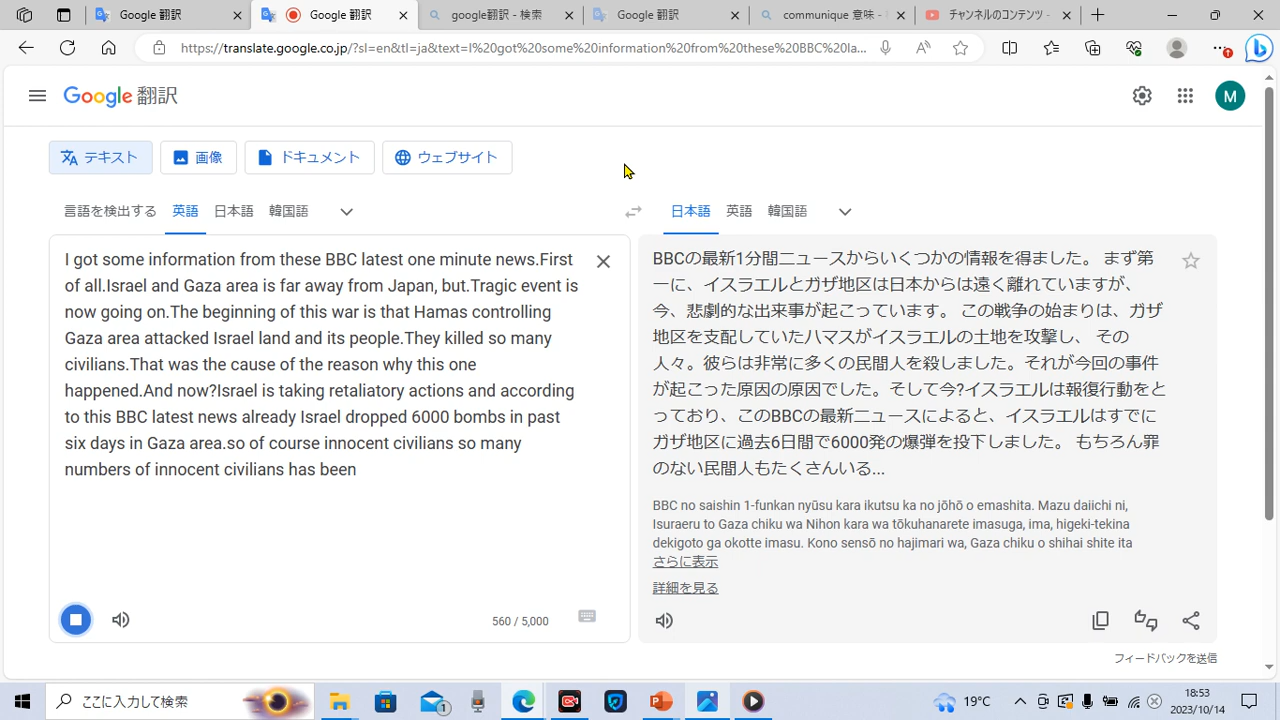 Google 翻訳
Google 翻訳
google翻訳 - 検索
Google 翻訳
communique 意味 -
チャンネルのコンテンツ -
https://translate.google.co.jp/?sl=en&tl=ja&text=I%20got%20some%20information%20from%20these%20BBC%20la...
Google 翻訳
M
テキスト
画像
ドキュメント
ウェブサイト
言語を検出する
英語
日本語
韓国語
日本語
英語
韓国語
I got some information from these BBC latest one minute news.First
of all.Israel and Gaza area is far away from Japan, but.Tragic event is
now going on.The beginning of this war is that Hamas controlling
Gaza area attacked Israel land and its people.They killed so many
civilians.That was the cause of the reason why this one
happened.And now?Israel is taking retaliatory actions and according
to this BBC latest news already Israel dropped 6000 bombs in past
six days in Gaza area.so of course innocent civilians so many
numbers of innocent civilians has been
560 / 5,000
BBCの最新1分間ニュースからいくつかの情報を得ました。 まず第
一に、イスラエルとガザ地区は日本からは遠く離れていますが、
今、悲劇的な出来事が起こっています。 この戦争の始まりは、ガザ
地区を支配していたハマスがイスラエルの土地を攻撃し、 その
人々。彼らは非常に多くの民間人を殺しました。それが今回の事件
が起こった原因の原因でした。そして今?イスラエルは報復行動をと
っており、このBBCの最新ニュースによると、イスラエルはすでに
ガザ地区に過去6日間で6000発の爆弾を投下しました。 もちろん罪
のない民間人もたくさんいる...
BBC no saishin 1-funkan nyūsu kara ikutsu ka no jōhō o emashita. Mazu daiichi ni,
Isuraeru to Gaza chiku wa Nihon kara wa tōkuhanarete imasuga, ima, higeki-tekina
dekigoto ga okotte imasu. Kono sensō no hajimari wa, Gaza chiku o shihai shite ita
さらに表示
詳細を見る
フィードバックを送信
ここに入力して検索
1
19°C
18:53
2023/10/14